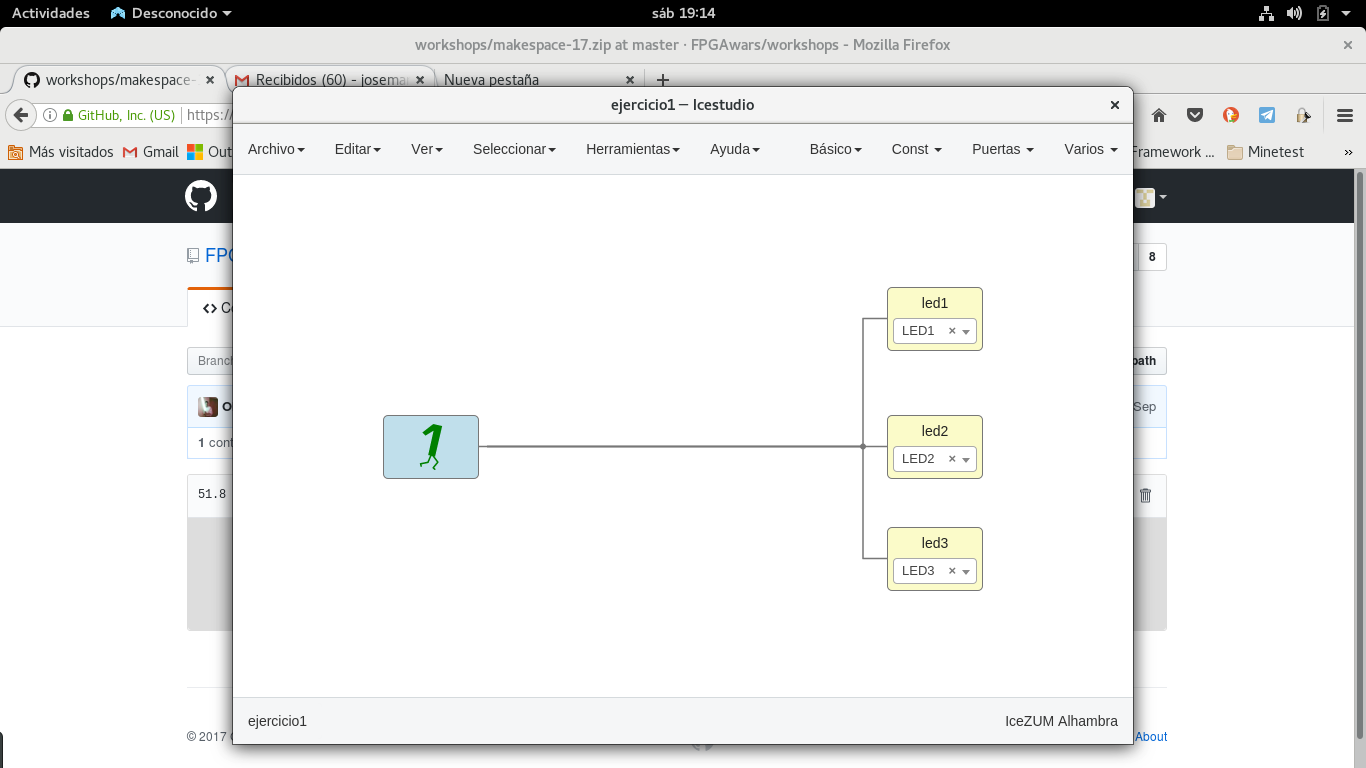 Actividades Desconocido sáb 19:14
workshops/makespace-17.zip at master · FPGAwars/workshops - Mozilla Firefox
workshops/makespace- Recibidos (60) - josema Nueva pestaña
GitHub, Inc. (US) https://
Más visitados Gmail Out Framework ... Minetest »
ejercicio1 — Icestudio
Archivo Editar Ver Seleccionar Herramientas Ayuda Básico Const Puertas Varios
FPG 8
Branch path
Sep
1 cont
51.8
led1
LED1
1
led2
LED2
led3
LED3
ejercicio1 IceZUM Alhambra
© 2017 About